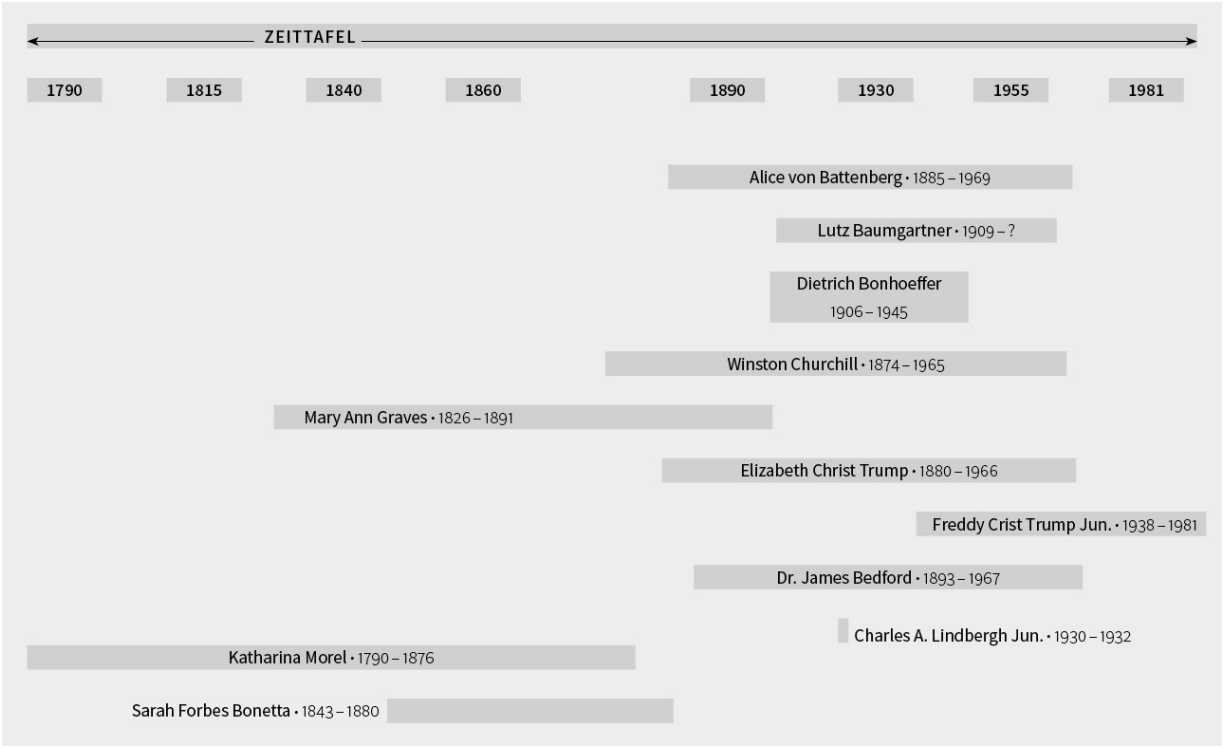 ZEITTAFEL
1790 1815 1840 1860 1890 1930 1955 1981
Alice von Battenberg · 1885 – 1969
Lutz Baumgartner · 1909 – ?
Dietrich Bonhoeffer
1906 – 1945
Winston Churchill · 1874 – 1965
Mary Ann Graves · 1826 – 1891
Elizabeth Christ Trump · 1880 – 1966
Freddy Crist Trump Jun. · 1938 – 1981
Dr. James Bedford · 1893 – 1967
Charles A. Lindbergh Jun. · 1930 – 1932
Katharina Morel · 1790 – 1876
Sarah Forbes Bonetta · 1843 – 1880